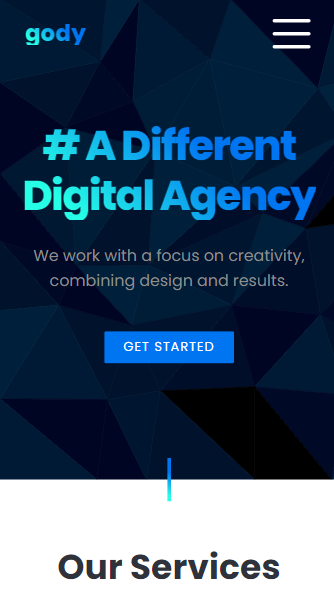 gody
# A Different
Digital Agency
We work with a focus on creativity,
combining design and results.
GET STARTED
Our Services